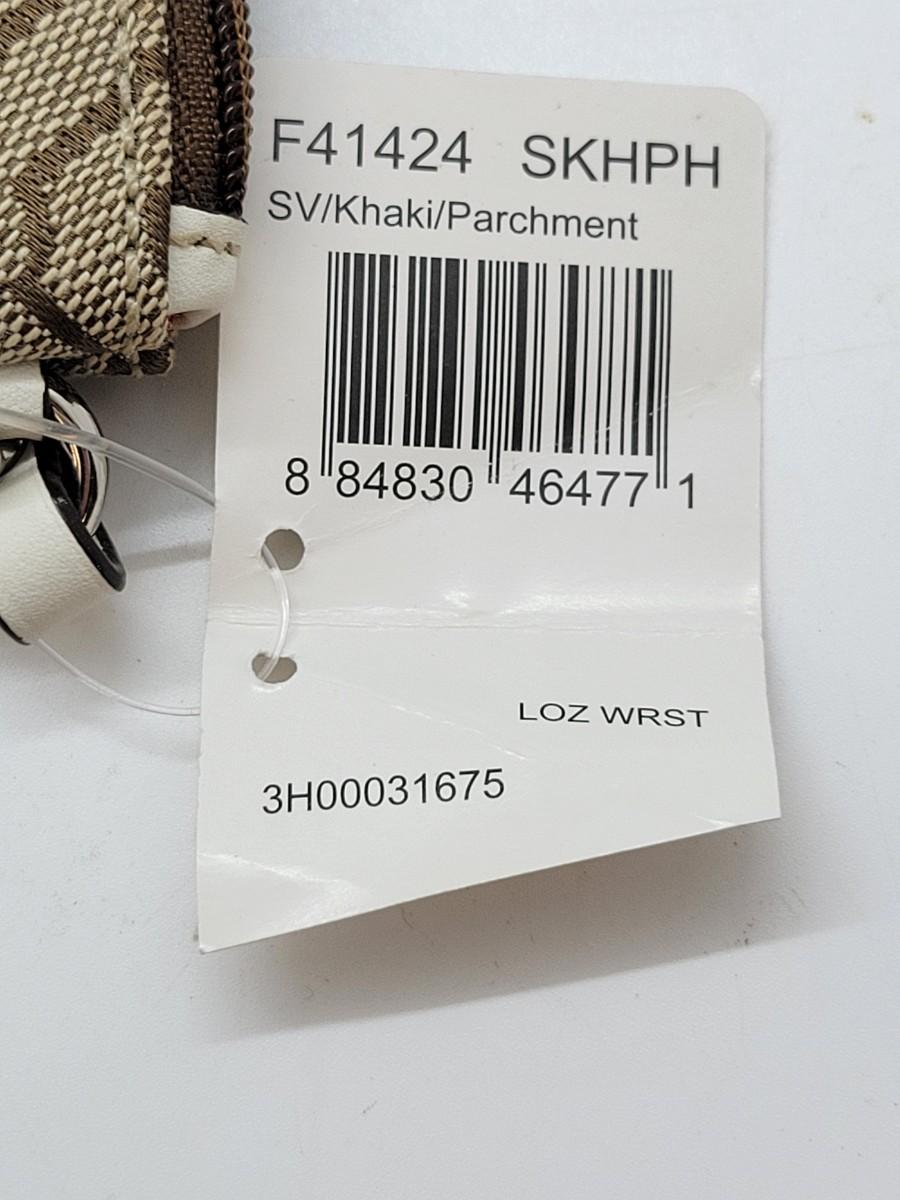 F41424 SKHPH
SV/Khaki/Parchment
8 84830 46477 1
LOZ WRST
3H00031675